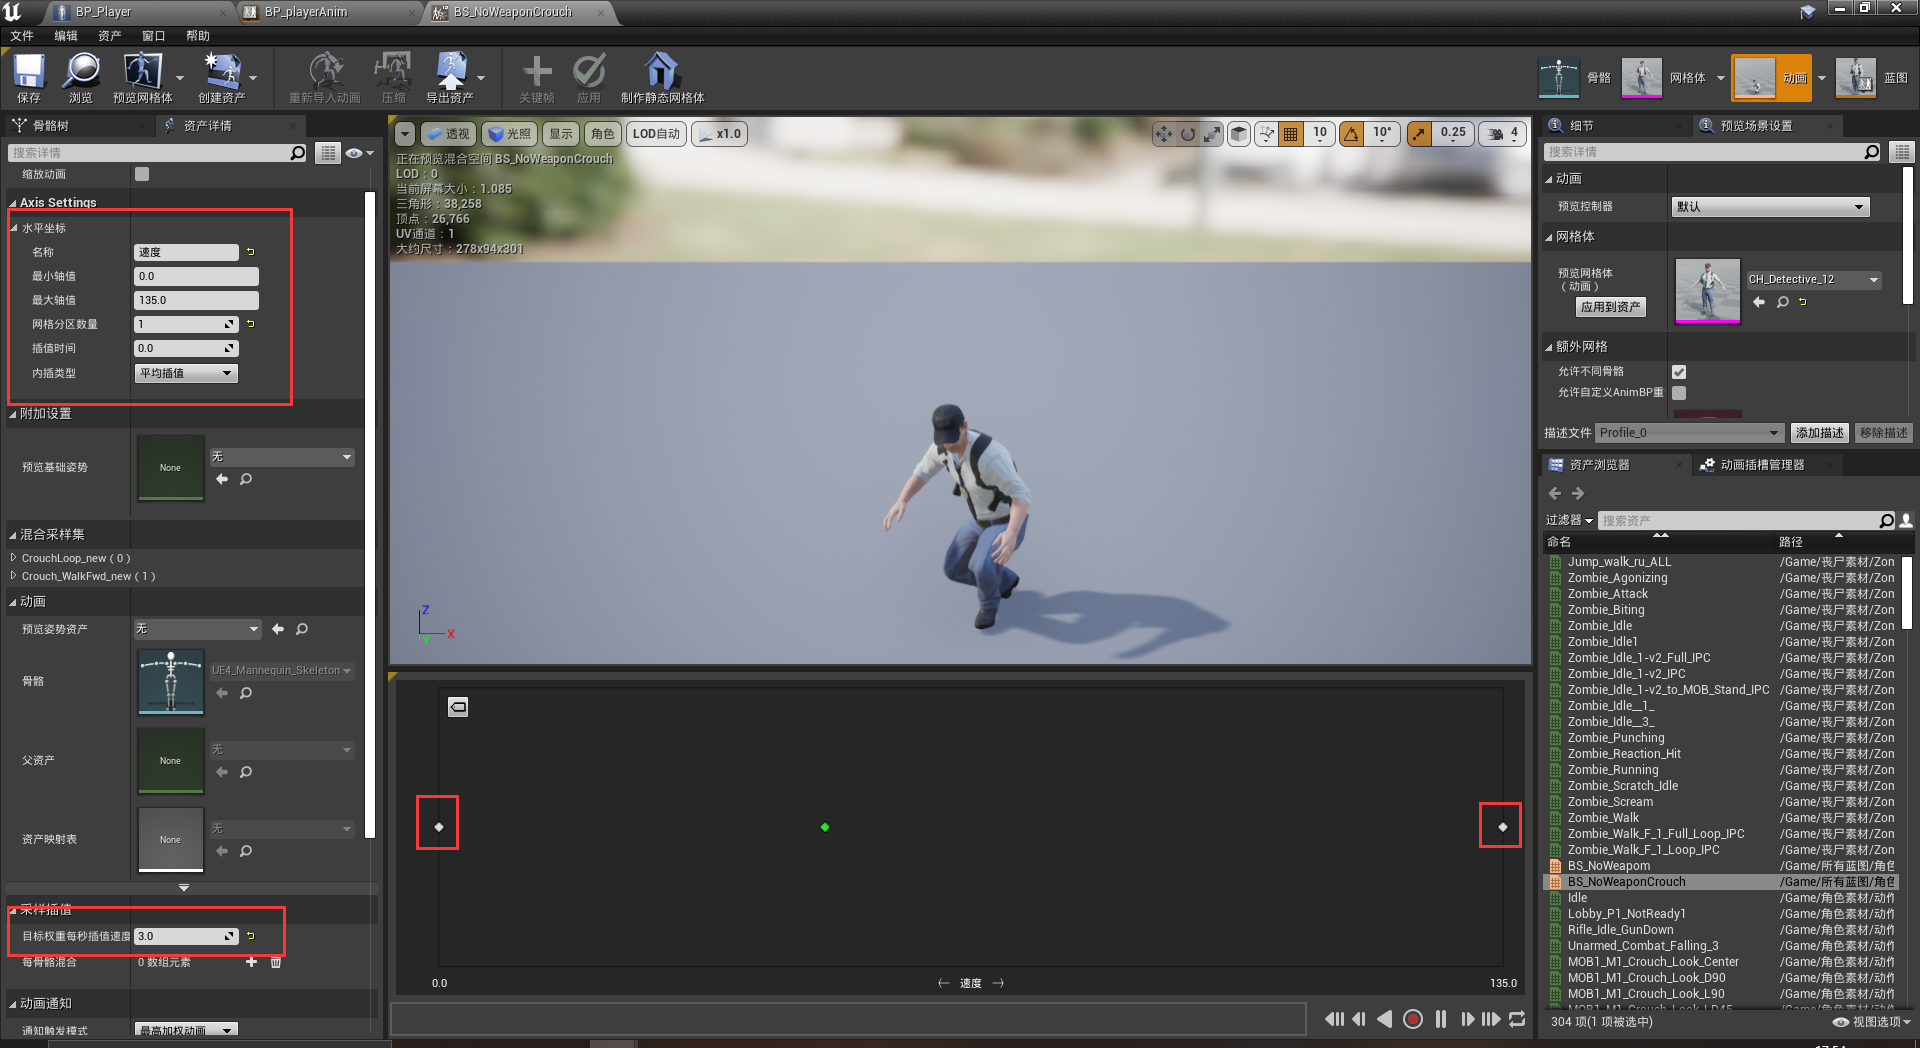 BP_Player
BP_playerAnim
BS_NoWeaponCrouch
文件 编辑 资产 窗口 帮助
保存
浏览
预览网格体
创建资产
重新导入动画
压缩
导出资产
关键帧
应用
制作静态网格体
骨骼
网格体
动画
蓝图
骨骼树
资产详情
搜索详情
缩放动画
Axis Settings
水平坐标
名称 速度
最小轴值 0.0
最大轴值 135.0
网格分区数量 1
插值时间 0.0
内插类型 平均插值
附加设置
预览基础姿势 None 无
混合采样集
CrouchLoop_new ( 0 )
Crouch_WalkFwd_new ( 1 )
动画
预览姿势资产 无
骨骼 UE4_Mannequin_Skeleton
父资产 None 无
资产映射表 None 无
采样插值
目标权重每秒插值速度 3.0
每骨骼混合 0 数组元素
动画通知
通知触发模式 最高加权动画
透视 光照 显示 角色 LOD自动 x1.0
10 10° 0.25 4
正在预览混合空间 BS_NoWeaponCrouch
LOD：0
当前屏幕大小：1.085
三角形：38,258
顶点：26,766
UV通道：1
大约尺寸：278x94x301
Z
Y
X
0.0
速度
135.0
细节
预览场景设置
搜索详情
动画
预览控制器 默认
网格体
预览网格体
（动画）
应用到资产
CH_Detective_12
额外网格
允许不同骨骼
允许自定义AnimBP重
描述文件 Profile_0 添加描述 移除描述
资产浏览器
动画插槽管理器
过滤器 搜索资产
命名 路径
Jump_walk_ru_ALL /Game/丧尸素材/Zon
Zombie_Agonizing /Game/丧尸素材/Zon
Zombie_Attack /Game/丧尸素材/Zon
Zombie_Biting /Game/丧尸素材/Zon
Zombie_Idle /Game/丧尸素材/Zon
Zombie_Idle1 /Game/丧尸素材/Zon
Zombie_Idle_1-v2_Full_IPC /Game/丧尸素材/Zon
Zombie_Idle_1-v2_IPC /Game/丧尸素材/Zon
Zombie_Idle_1-v2_to_MOB_Stand_IPC /Game/丧尸素材/Zon
Zombie_Idle__1_ /Game/丧尸素材/Zon
Zombie_Idle__3_ /Game/丧尸素材/Zon
Zombie_Punching /Game/丧尸素材/Zon
Zombie_Reaction_Hit /Game/丧尸素材/Zon
Zombie_Running /Game/丧尸素材/Zon
Zombie_Scratch_Idle /Game/丧尸素材/Zon
Zombie_Scream /Game/丧尸素材/Zon
Zombie_Walk /Game/丧尸素材/Zon
Zombie_Walk_F_1_Full_Loop_IPC /Game/丧尸素材/Zon
Zombie_Walk_F_1_Loop_IPC /Game/丧尸素材/Zon
BS_NoWeapom /Game/所有蓝图/角色
BS_NoWeaponCrouch /Game/所有蓝图/角色
Idle /Game/角色素材/动作
Lobby_P1_NotReady1 /Game/角色素材/动作
Rifle_Idle_GunDown /Game/角色素材/动作
Unarmed_Combat_Falling_3 /Game/角色素材/动作
MOB1_M1_Crouch_Look_Center /Game/角色素材/动作
MOB1_M1_Crouch_Look_D90 /Game/角色素材/动作
MOB1_M1_Crouch_Look_L90 /Game/角色素材/动作
304 项(1 项被选中)
视图选项